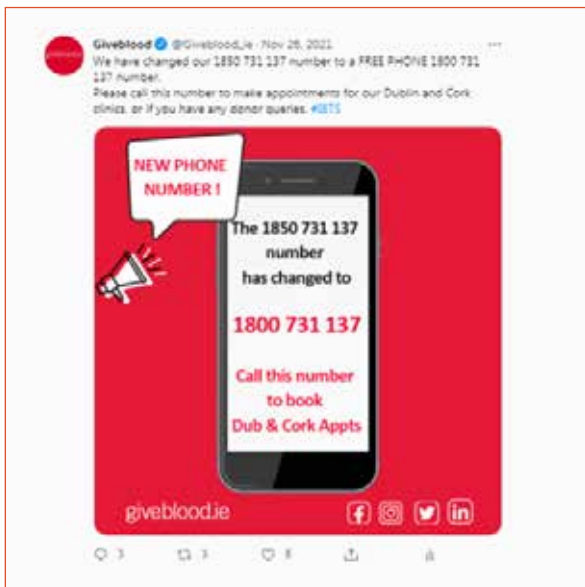 Giveblood @Giveblood_ie · Nov 26, 2021
We have changed our 1850 731 137 number to a FREE PHONE 1800 731
137 number.
Please call this number to make appointments for our Dublin and Cork
clinics, or if you have any donor queries. #IBTS
NEW PHONE
NUMBER !
The 1850 731 137
number
has changed to
1800 731 137
Call this number
to book
Dub & Cork Appts
giveblood.ie
3 3 8